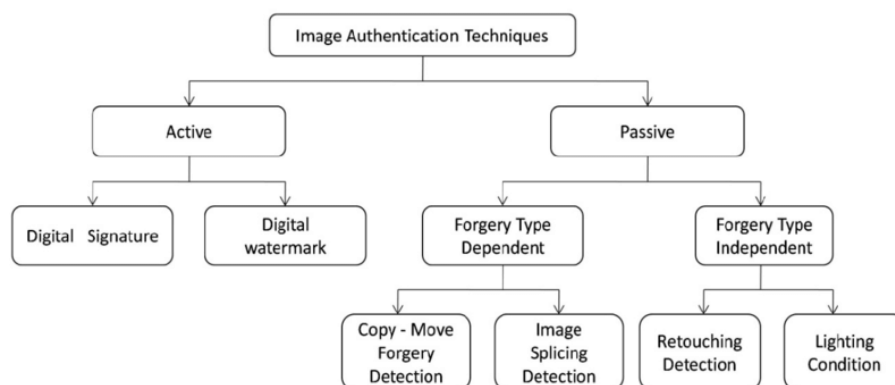 Image Authentication Techniques
Active
Passive
Digital Signature
Digital
watermark
Forgery Type
Dependent
Forgery Type
Independent
Copy - Move
Forgery
Detection
Image
Splicing
Detection
Retouching
Detection
Lighting
Condition